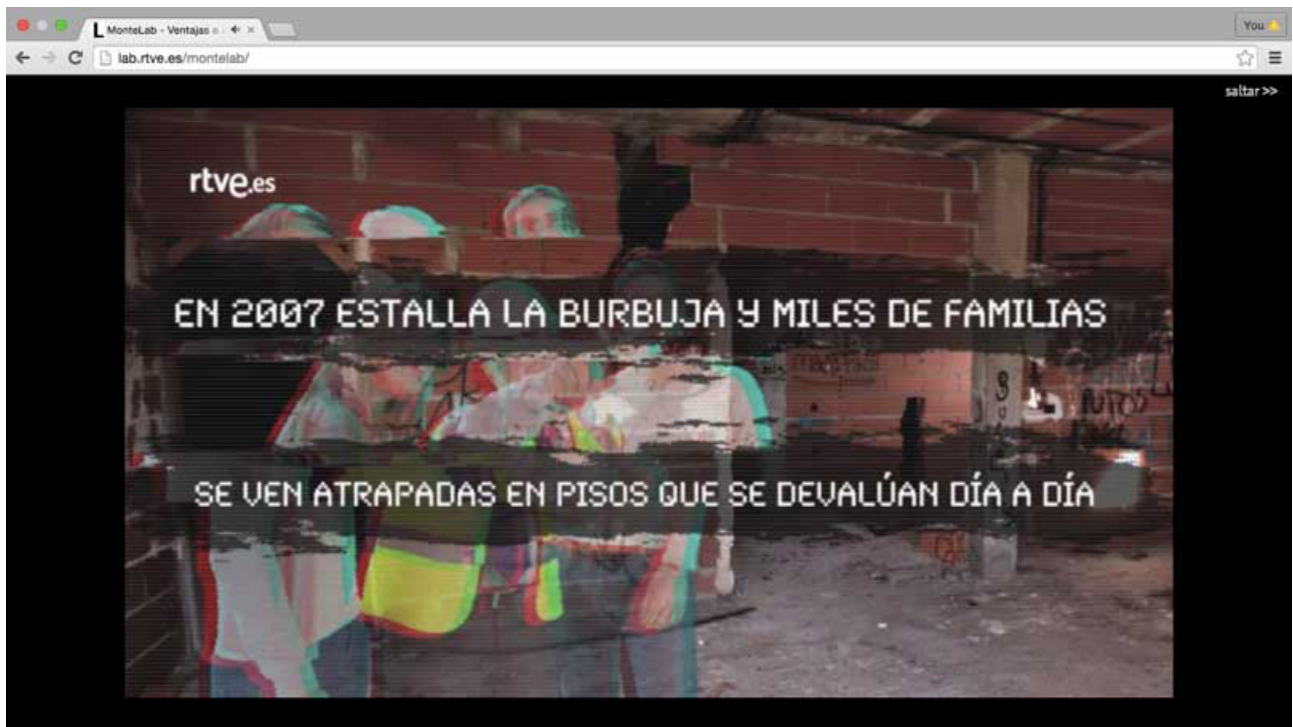 MonteLab - Ventajas
You
lab.rtve.es/montelab/
saltar >>
rtve.es
EN 2007 ESTALLA LA BURBUJA Y MILES DE FAMILIAS
SE VEN ATRAPADAS EN PISOS QUE SE DEVALÚAN DÍA A DÍA